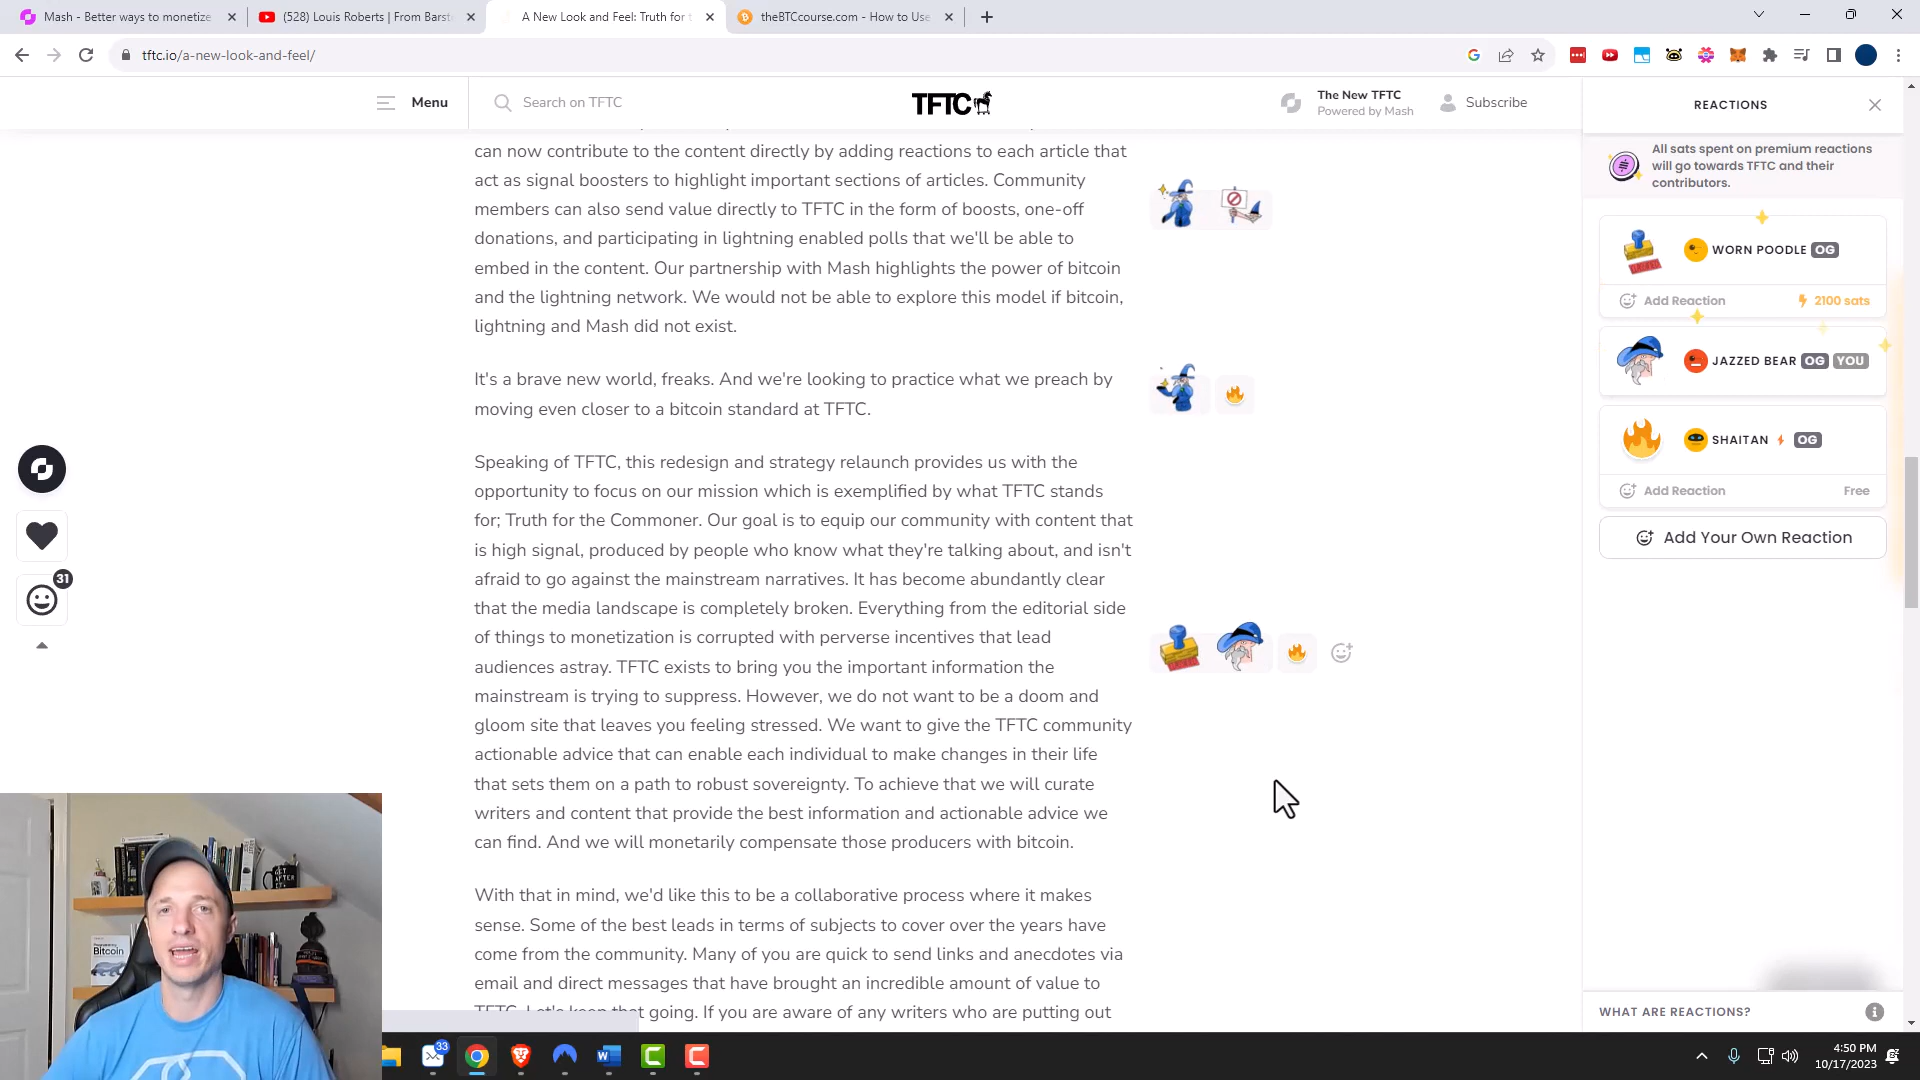 Mash - Better ways to monetize
(528) Louis Roberts | From Barst
A New Look and Feel: Truth for t
theBTCcourse.com - How to Use
tftc.io/a-new-look-and-feel/
Menu
Search on TFTC
TFTC
The New TFTC
Powered by Mash
Subscribe
REACTIONS
can now contribute to the content directly by adding reactions to each article that
act as signal boosters to highlight important sections of articles. Community
members can also send value directly to TFTC in the form of boosts, one-off
donations, and participating in lightning enabled polls that we'll be able to
embed in the content. Our partnership with Mash highlights the power of bitcoin
and the lightning network. We would not be able to explore this model if bitcoin,
lightning and Mash did not exist.
It's a brave new world, freaks. And we're looking to practice what we preach by
moving even closer to a bitcoin standard at TFTC.
Speaking of TFTC, this redesign and strategy relaunch provides us with the
opportunity to focus on our mission which is exemplified by what TFTC stands
for; Truth for the Commoner. Our goal is to equip our community with content that
is high signal, produced by people who know what they're talking about, and isn't
afraid to go against the mainstream narratives. It has become abundantly clear
that the media landscape is completely broken. Everything from the editorial side
of things to monetization is corrupted with perverse incentives that lead
audiences astray. TFTC exists to bring you the important information the
mainstream is trying to suppress. However, we do not want to be a doom and
gloom site that leaves you feeling stressed. We want to give the TFTC community
actionable advice that can enable each individual to make changes in their life
that sets them on a path to robust sovereignty. To achieve that we will curate
writers and content that provide the best information and actionable advice we
can find. And we will monetarily compensate those producers with bitcoin.
With that in mind, we'd like this to be a collaborative process where it makes
sense. Some of the best leads in terms of subjects to cover over the years have
come from the community. Many of you are quick to send links and anecdotes via
email and direct messages that have brought an incredible amount of value to
TFTC. Let's keep that going. If you are aware of any writers who are putting out
All sats spent on premium reactions
will go towards TFTC and their
contributors.
WORN POODLE OG
Add Reaction 2100 sats
JAZZED BEAR OG YOU
SHAITAN OG
Add Reaction Free
Add Your Own Reaction
WHAT ARE REACTIONS?
31
GET AFTER IT
Bitcoin
33
4:50 PM
10/17/2023